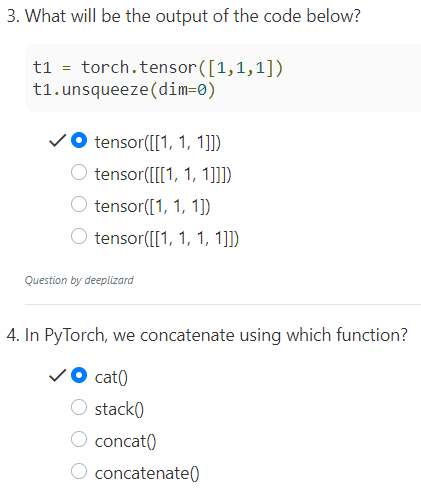 3. What will be the output of the code below?
t1 = torch.tensor([1,1,1])
t1.unsqueeze(dim=0)
tensor([[1, 1, 1]])
tensor([[[1, 1, 1]]])
tensor([1, 1, 1])
tensor([[1, 1, 1, 1]])
Question by deeplizard
4. In PyTorch, we concatenate using which function?
cat()
stack()
concat()
concatenate()